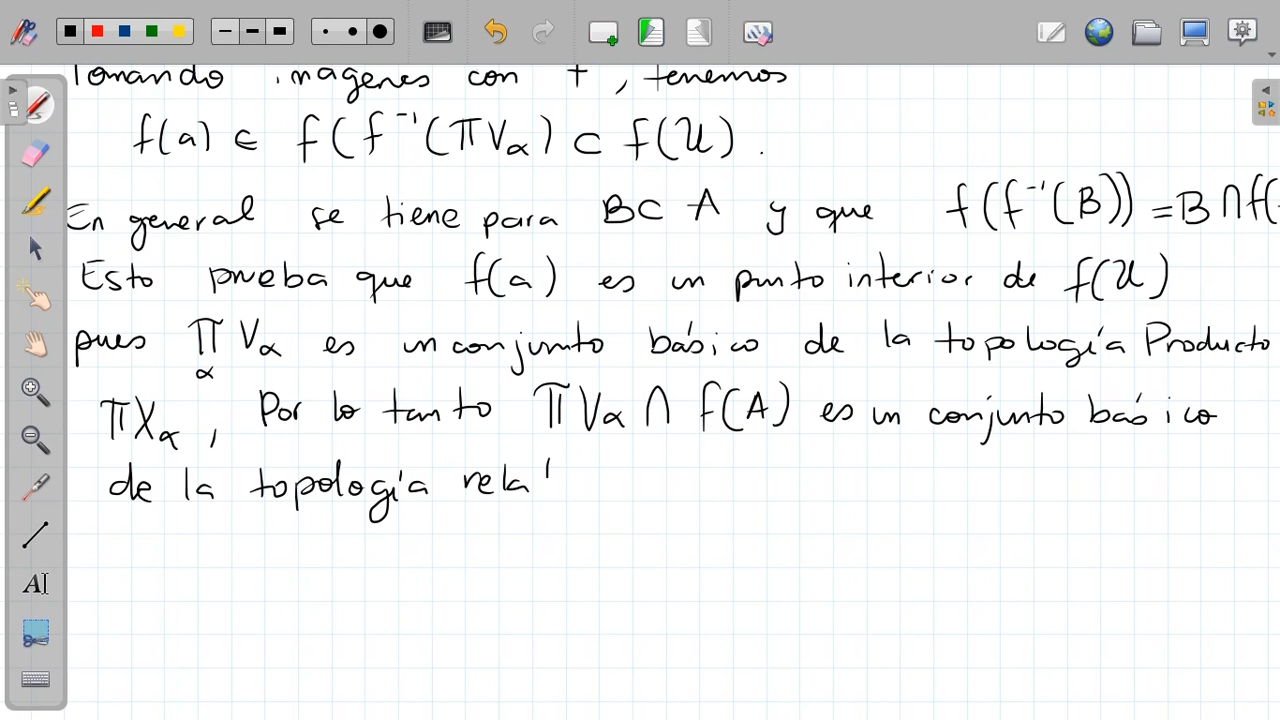 Tomando imágenes con f, tenemos
f(a) ∈ f(f⁻¹(πVα) ⊂ f(U).
En general se tiene para B⊂ A y que f(f⁻¹(B)) = B ∩ f(
Esto prueba que f(a) es un punto interior de f(U)
pues π Vα es un conjunto básico de la topología Producto
α
πXα, Por lo tanto πVα ∩ f(A) es un conjunto básico
de la topología rela